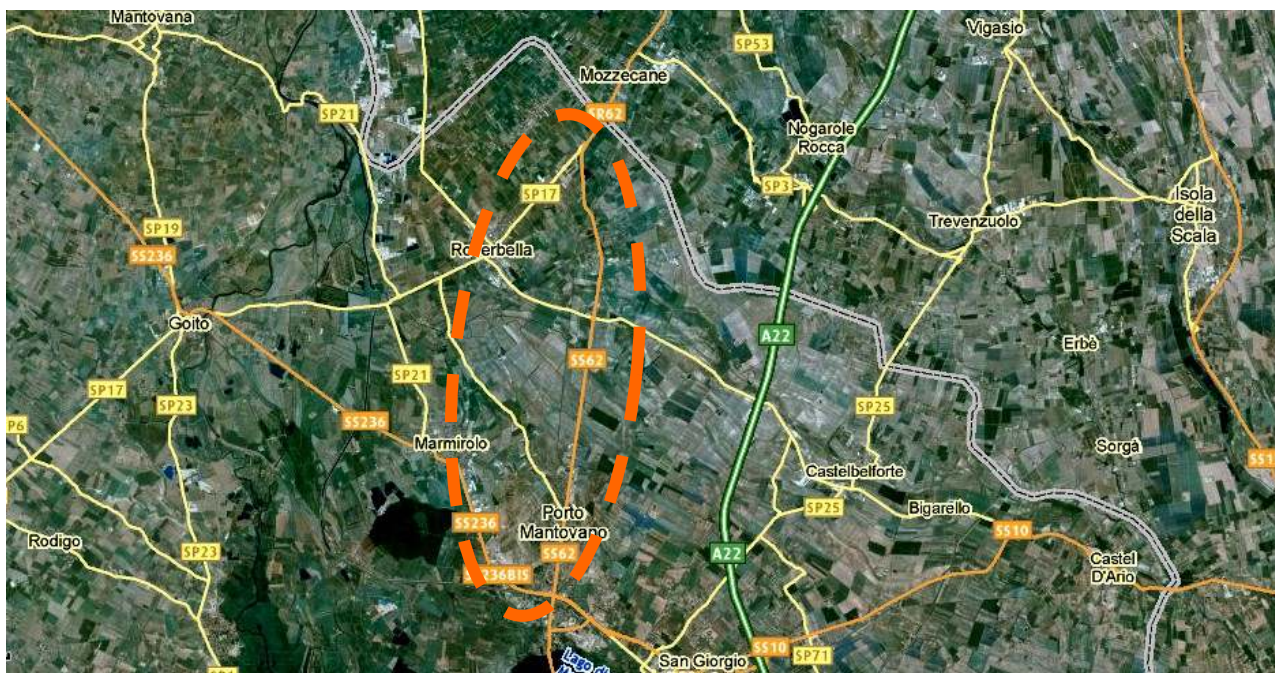 Mantovana
SP53
Vigasio
Mozzecane
SP21
SR62
Nogarole
Rocca
SP3
SP17
Isola
della
Scala
Trevenzuolo
SP19
SS236
Goito
A22
Erbè
SS62
SP17
SP21
SP23
SP25
SS236
Marmirolo
Sorgà
Castelbelforte
SP25
Bigarello
Porto
Mantovano
SS236
SS10
Rodigo
SP23
SS62
A22
Castel
D'Ario
SS10
San Giorgio
SP71
Lago di